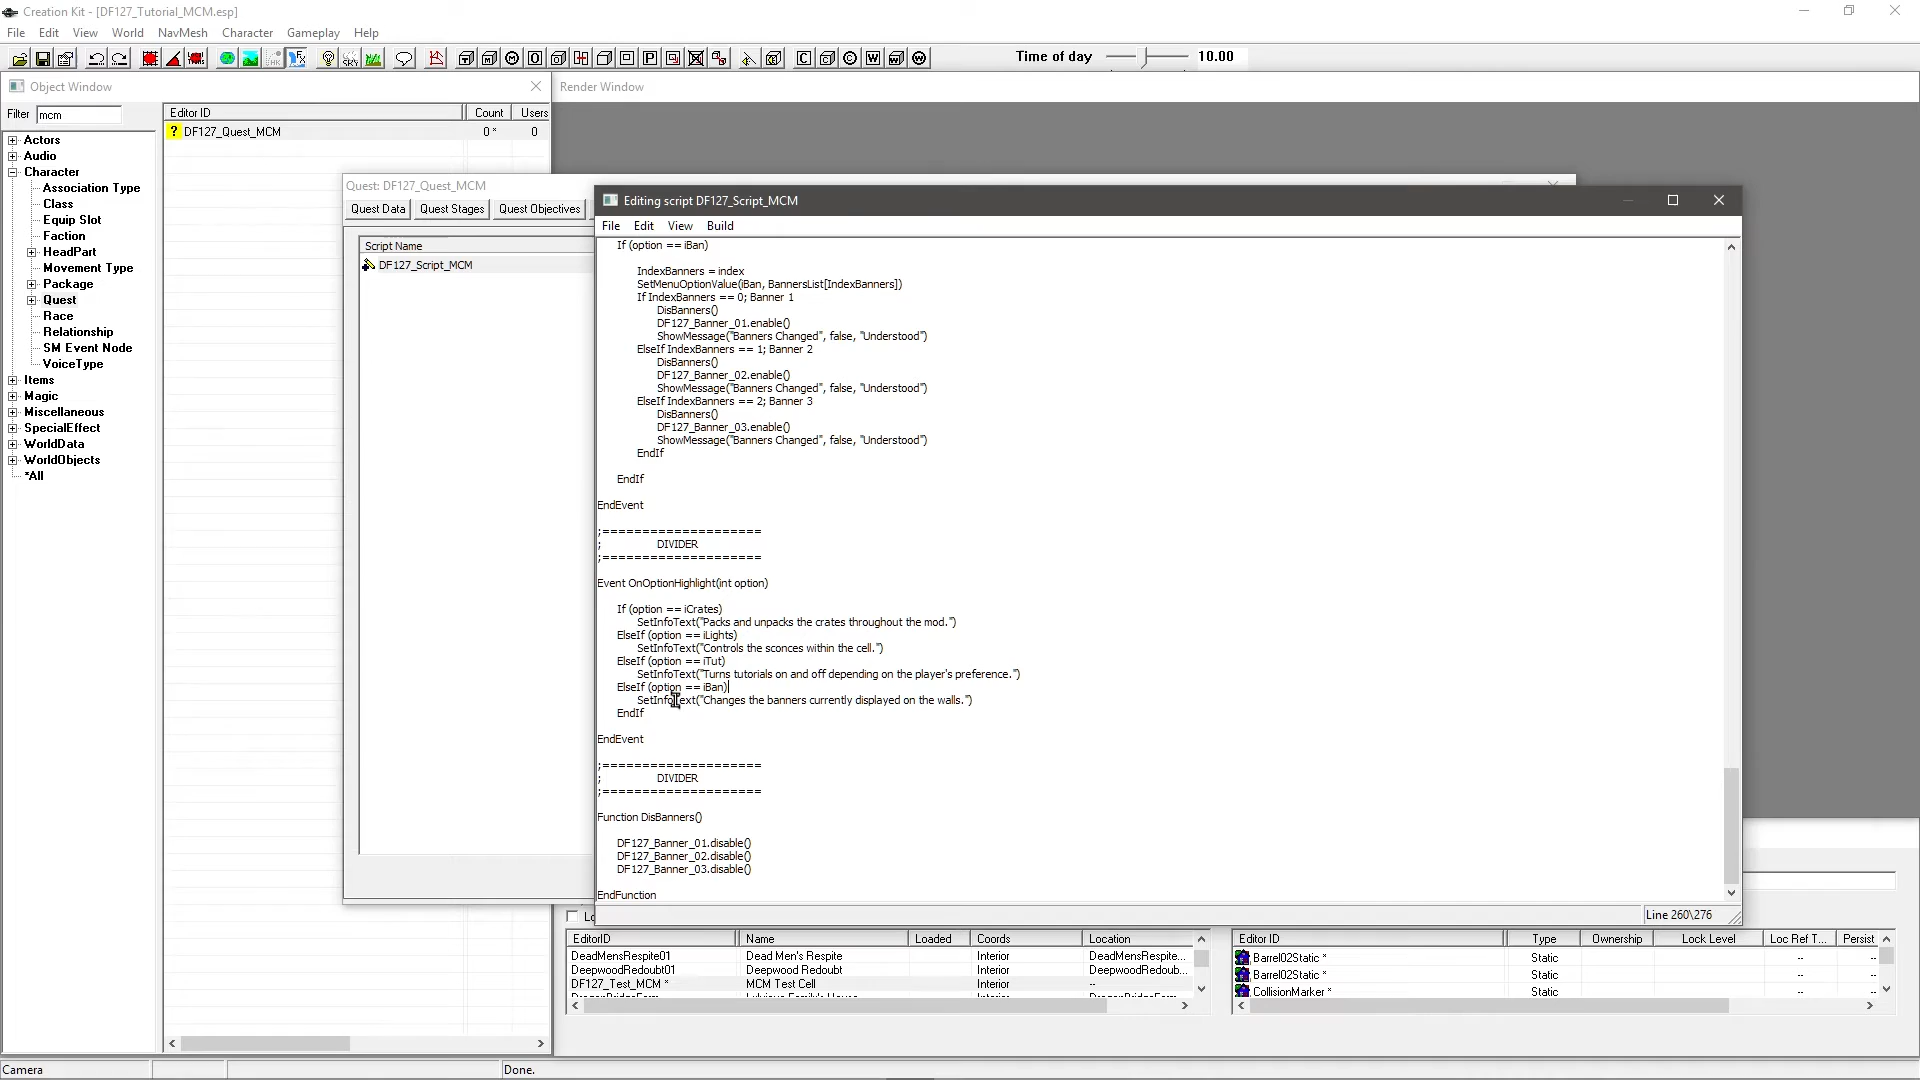 Creation Kit - [DF127_Tutorial_MCM.esp]
File Edit View World NavMesh Character Gameplay Help
Time of day 10.00
Object Window
Render Window
Filter mcm
Editor ID Count Users
DF127_Quest_MCM 0 * 0
Actors
Audio
Character
Association Type
Class
Equip Slot
Faction
HeadPart
Movement Type
Package
Quest
Race
Relationship
SM Event Node
VoiceType
Items
Magic
Miscellaneous
SpecialEffect
WorldData
WorldObjects
*All
Quest: DF127_Quest_MCM
Quest Data Quest Stages Quest Objectives
Script Name
DF127_Script_MCM
Editing script DF127_Script_MCM
File Edit View Build
If (option == iBan)
IndexBanners = index
SetMenuOptionValue(iBan, BannersList[IndexBanners])
If IndexBanners == 0; Banner 1
DisBanners()
DF127_Banner_01.enable()
ShowMessage("Banners Changed", false, "Understood")
ElseIf IndexBanners == 1; Banner 2
DisBanners()
DF127_Banner_02.enable()
ShowMessage("Banners Changed", false, "Understood")
ElseIf IndexBanners == 2; Banner 3
DisBanners()
DF127_Banner_03.enable()
ShowMessage("Banners Changed", false, "Understood")
EndIf
EndIf
EndEvent
;=====================
; DIVIDER
;=====================
Event OnOptionHighlight(int option)
If (option == iCrates)
SetInfoText("Packs and unpacks the crates throughout the mod.")
ElseIf (option == iLights)
SetInfoText("Controls the sconces within the cell.")
ElseIf (option == iTut)
SetInfoText("Turns tutorials on and off depending on the player's preference.")
ElseIf (option == iBan)
SetInfoText("Changes the banners currently displayed on the walls.")
EndIf
EndEvent
;=====================
; DIVIDER
;=====================
Function DisBanners()
DF127_Banner_01.disable()
DF127_Banner_02.disable()
DF127_Banner_03.disable()
EndFunction
Line 260\276
EditorID Name Loaded Coords Location
DeadMensRespite01 Dead Men's Respite Interior DeadMensRespite...
DeepwoodRedoubt01 Deepwood Redoubt Interior DeepwoodRedoub...
DF127_Test_MCM * MCM Test Cell Interior --
Editor ID Type Ownership Lock Level Loc Ref T... Persist
Barrel02Static * Static -- --
Barrel02Static * Static -- --
CollisionMarker * Static -- --
Camera
Done.